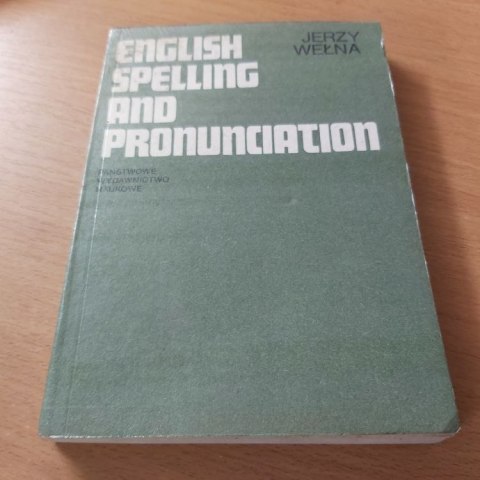 JERZY
WEŁNA
ENGLISH
SPELLING
AND
PRONUNCIATION
PAŃSTWOWE
WYDAWNICTWO
NAUKOWE